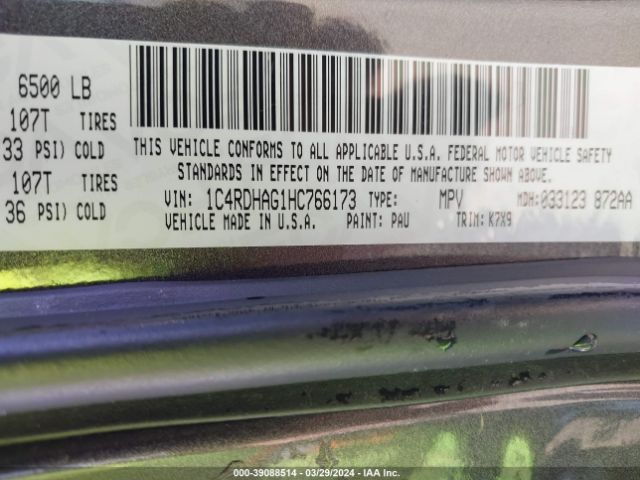 6500 LB
107T TIRES
33 PSI) COLD
107T TIRES
36 PSI) COLD
THIS VEHICLE CONFORMS TO ALL APPLICABLE U.S.A. FEDERAL MOTOR VEHICLE SAFETY
STANDARDS IN EFFECT ON THE DATE OF MANUFACTURE SHOWN ABOVE.
VIN: 1C4RDHAG1HC766173 TYPE: MPV MDH:033123 872AA
VEHICLE MADE IN U.S.A. PAINT: PAU TRIM: K7X9
000-39088514 / 03/29/2024 / IAA Inc.